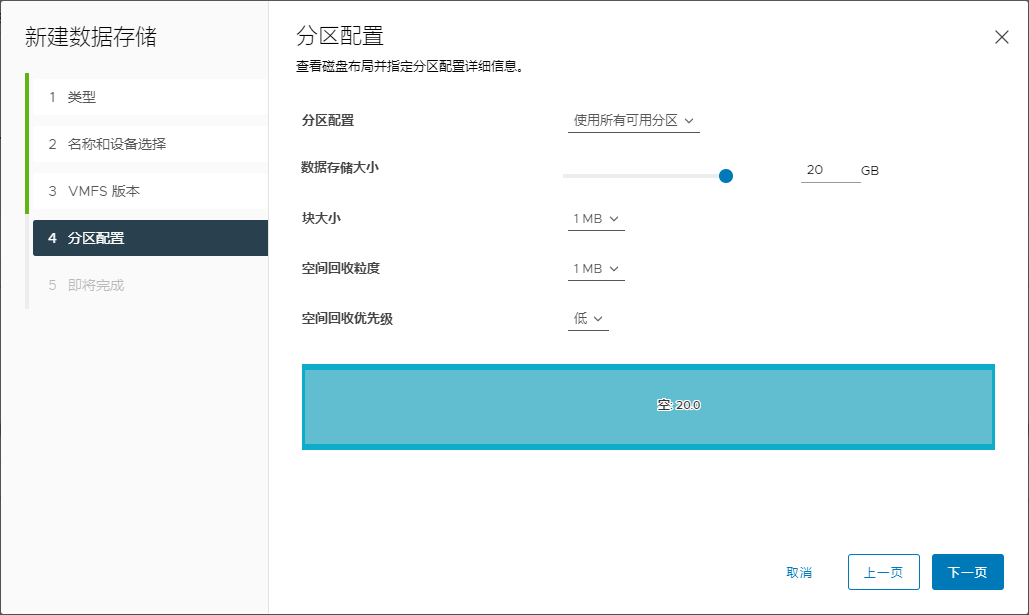 新建数据存储
1 类型
2 名称和设备选择
3 VMFS 版本
4 分区配置
5 即将完成
分区配置
查看磁盘布局并指定分区配置详细信息。
分区配置 使用所有可用分区
数据存储大小 20 GB
块大小 1 MB
空间回收粒度 1 MB
空间回收优先级 低
空: 20.0
取消 上一页 下一页